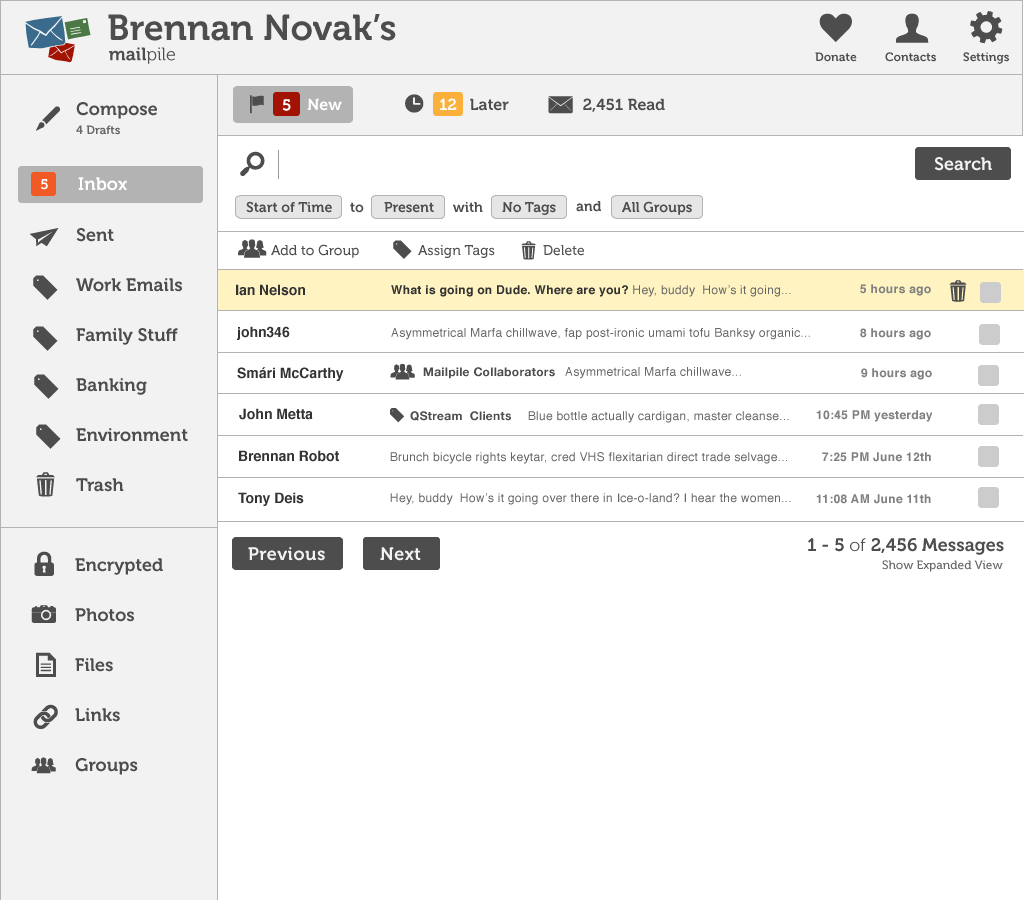 Brennan Novak's
mailpile
Donate
Contacts
Settings
Compose
4 Drafts
5 Inbox
Sent
Work Emails
Family Stuff
Banking
Environment
Trash
Encrypted
Photos
Files
Links
Groups
5 New
12 Later
2,451 Read
Search
Start of Time to Present with No Tags and All Groups
Add to Group
Assign Tags
Delete
Ian Nelson What is going on Dude. Where are you? Hey, buddy How's it going... 5 hours ago
john346 Asymmetrical Marfa chillwave, fap post-ironic umami tofu Banksy organic... 8 hours ago
Smári McCarthy Mailpile Collaborators Asymmetrical Marfa chillwave... 9 hours ago
John Metta QStream Clients Blue bottle actually cardigan, master cleanse... 10:45 PM yesterday
Brennan Robot Brunch bicycle rights keytar, cred VHS flexitarian direct trade selvage... 7:25 PM June 12th
Tony Deis Hey, buddy How's it going over there in Ice-o-land? I hear the women... 11:08 AM June 11th
Previous
Next
1 - 5 of 2,456 Messages
Show Expanded View